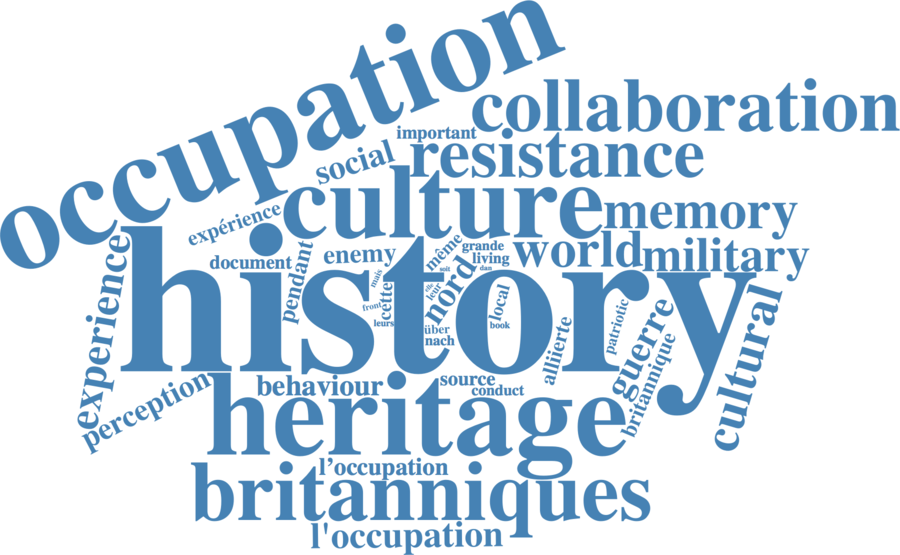 occupation
collaboration
important
resistance
social
culture
memory
expérience
experience
history
world
military
document
enemy
pendant
même
grande
living
dan
soit
mais
cette
front
leurs
elle
leur
nord
über
nach
local
book
alliierte
patriotic
guerre
britannique
cultural
perception
behaviour
source
conduct
heritage
l’occupation
britanniques
l'occupation